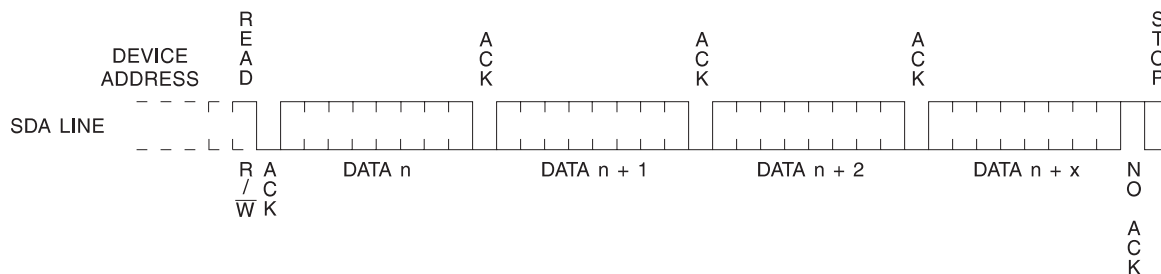 READ
ACK
ACK
ACK
STOP
DEVICE
ADDRESS
SDA LINE
R/W̅
ACK
DATA n
DATA n + 1
DATA n + 2
DATA n + x
NO ACK